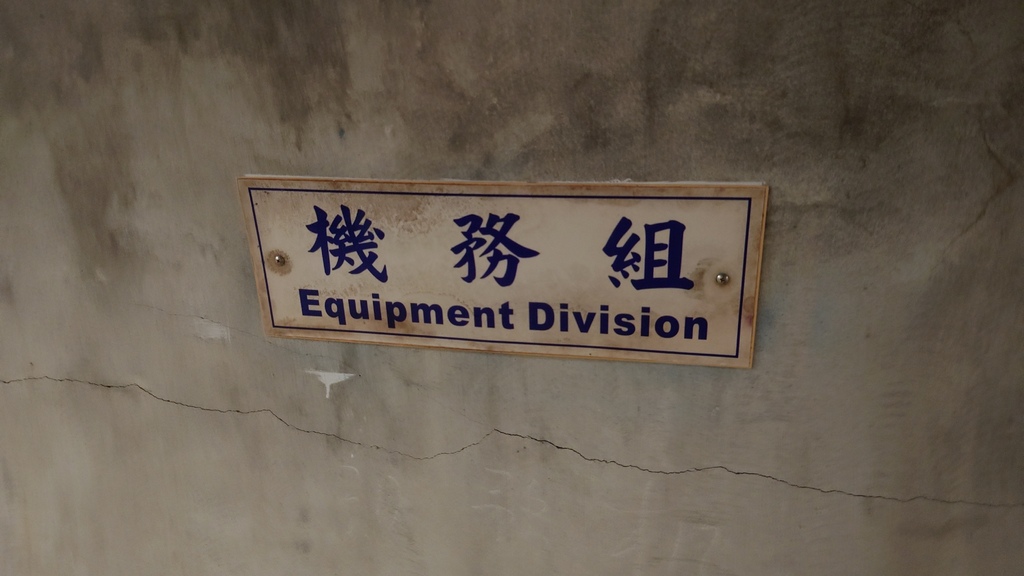 機務組
Equipment Division